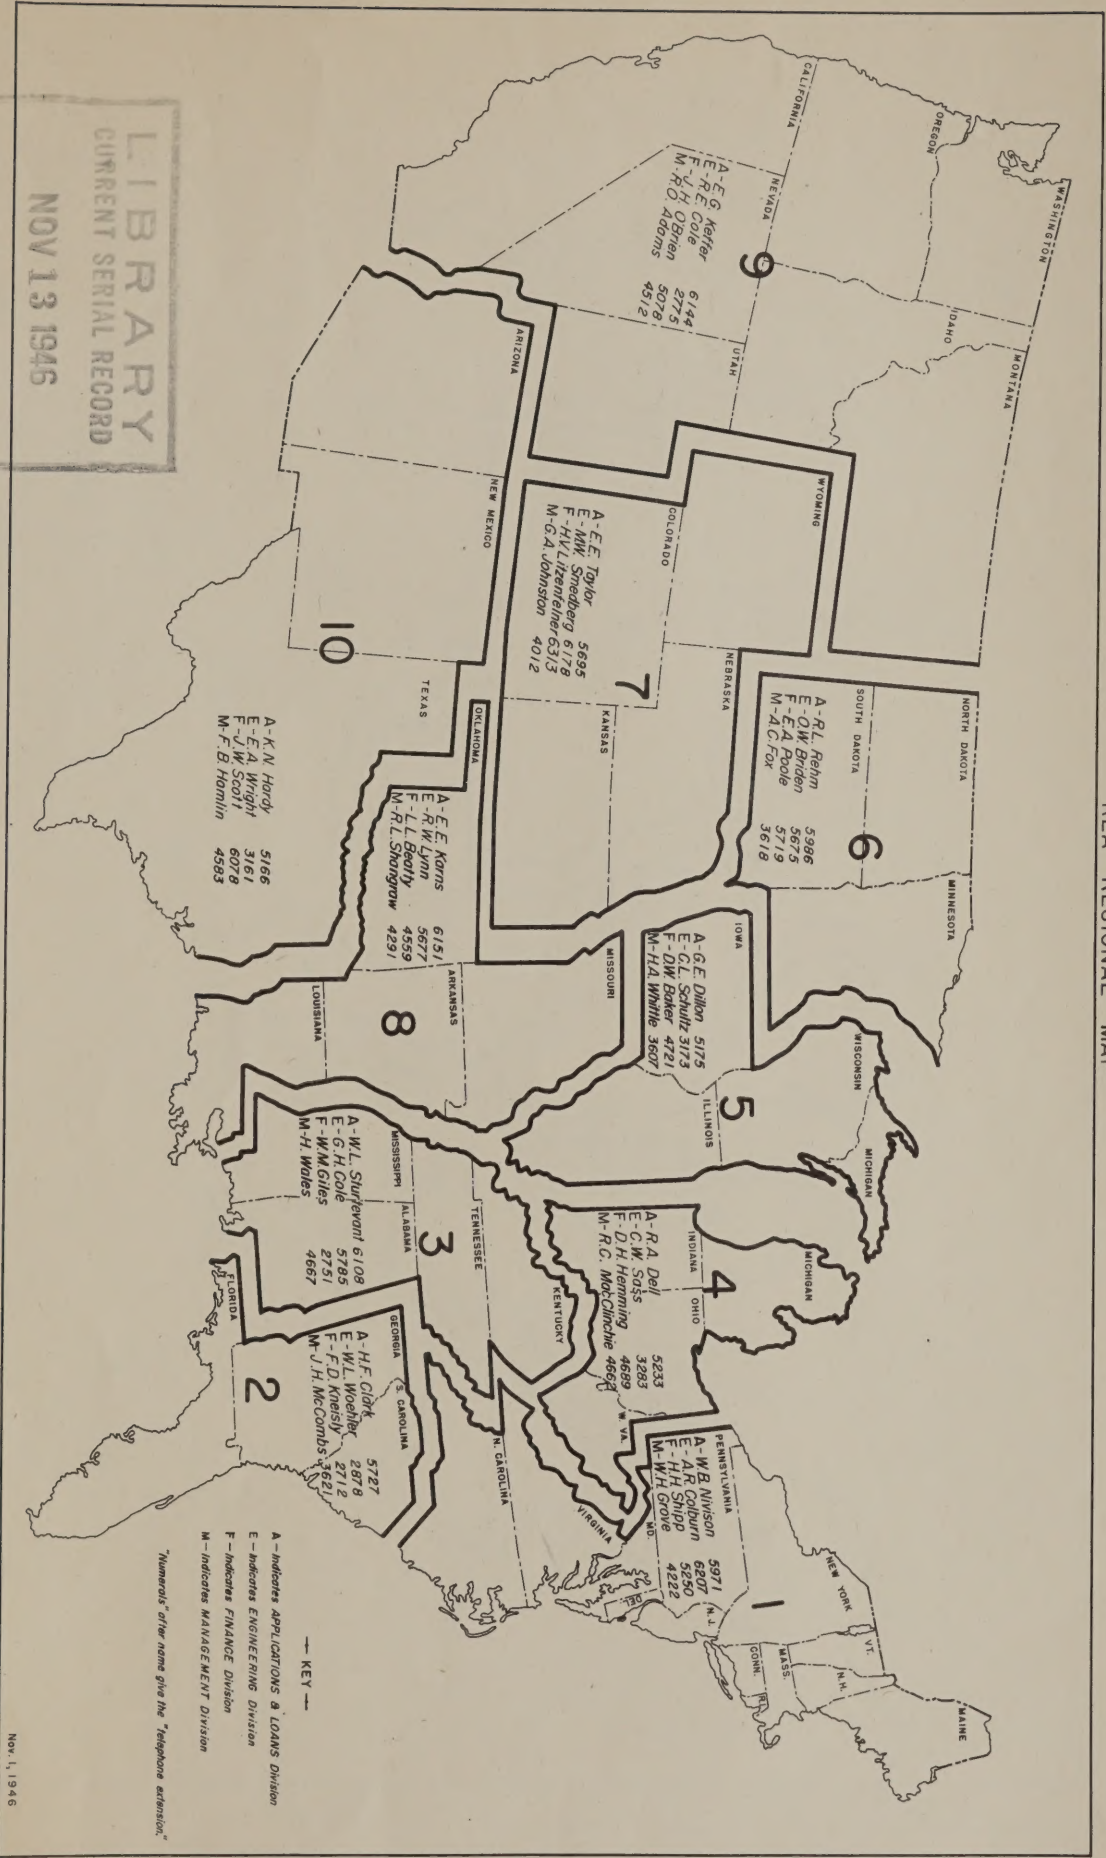 REA REGIONAL MAP
WASHINGTON
OREGON
CALIFORNIA
NEVADA
IDAHO
MONTANA
UTAH
ARIZONA
9
A-E.G. Keffer 6144
E-R.E. Cole 2775
F-J.H. O'Brien 5078
M-R.O. Adams 4512
WYOMING
COLORADO
NEBRASKA
KANSAS
7
A-E.E. Taylor 5695
E-M.W. Smedberg 6178
F-H.V. Litzenfelner 6313
M-G.A. Johnston 4012
NORTH DAKOTA
SOUTH DAKOTA
MINNESOTA
6
A-R.L. Rehm 5986
E-O.W. Briden 5675
F-E.A. Poole 5719
M-A.C. Fox 3618
NEW MEXICO
TEXAS
10
A-K.N. Hardy 5166
E-E.A. Wright 3161
F-J.W. Scott 6078
M-F.B. Hamlin 4583
OKLAHOMA
MISSOURI
ARKANSAS
LOUISIANA
8
A-E.E. Karns 6151
E-R.W. Lynn 5677
F-L.L. Beatty 4559
M-R.L. Shangraw 4291
IOWA
WISCONSIN
ILLINOIS
MICHIGAN
5
A-G.E. Dillon 5175
E-C.L. Schultz 3173
F-D.W. Baker 4721
M-H.A. Whittle 3607
MICHIGAN
INDIANA
OHIO
W. VA.
4
A-R.A. Dell 5233
E-C.W. Sass 3283
F-D.H. Hemming 4689
M-R.C. MacClinchie 4662
KENTUCKY
TENNESSEE
MISSISSIPPI
ALABAMA
3
A-W.L. Sturtevant 6108
E-G.H. Cole 5785
F-W.M. Giles 2751
M-H. Wales 4667
GEORGIA
S. CAROLINA
FLORIDA
2
A-H.F. Clark 5727
E-W.L. Woehler 2878
F-F.D. Kneisly 2712
M-J.H. McCombs 3621
MAINE
VT.
N.H.
NEW YORK
MASS.
CONN.
R.I.
PENNSYLVANIA
N.J.
MD.
DEL.
VIRGINIA
N. CAROLINA
1
A-W.B. Nivison 5971
E-A.R. Colburn 6207
F-H.H. Shipp 5250
M-W.H. Grove 4222
— KEY —
A-Indicates APPLICATIONS & LOANS Division
E-Indicates ENGINEERING Division
F-Indicates FINANCE Division
M-Indicates MANAGEMENT Division
"Numerals" after name give the "telephone extension."
Nov. 1, 1946
LIBRARY
CURRENT SERIAL RECORD
NOV 13 1946